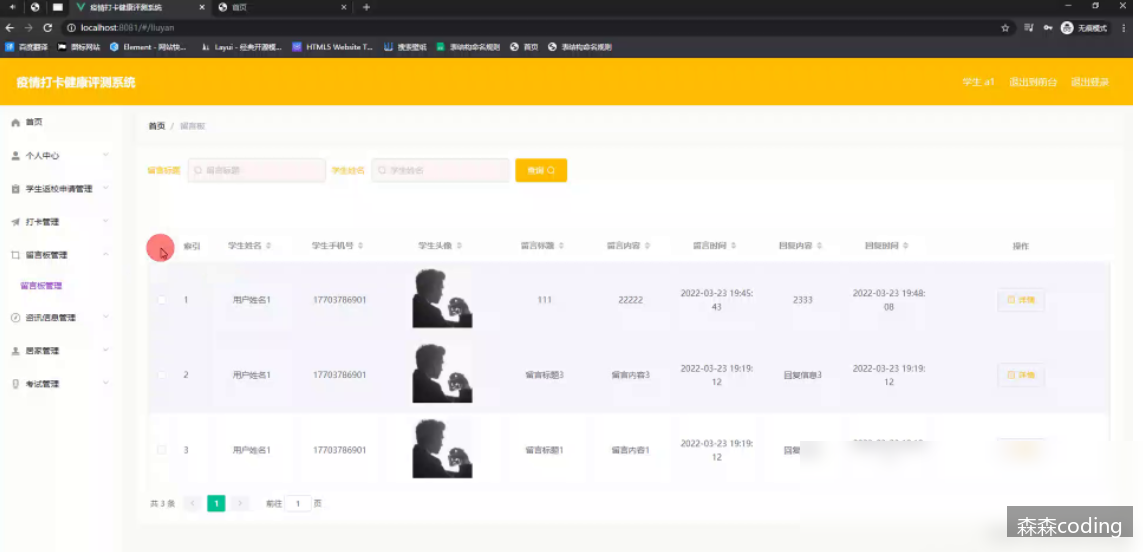 疫情打卡健康评测系统
首页
localhost:8081/#/liuyan
无痕模式
百度翻译
图标网站
Element - 网站快...
Layui - 经典开源模...
HTML5 Website T...
搜索壁纸
表结构命名规则
首页
表结构命名规则
疫情打卡健康评测系统
学生 a1
退出到前台
退出登录
首页
个人中心
学生返校申请管理
打卡管理
留言板管理
留言板管理
资讯信息管理
居家管理
考试管理
首页 / 留言板
留言标题
留言标题
学生姓名
学生姓名
查询
索引 学生姓名 学生手机号 学生头像 留言标题 留言内容 留言时间 回复内容 回复时间 操作
1 用户姓名1 17703786901 111 22222 2022-03-23 19:45:43 2333 2022-03-23 19:48:08 详情
2 用户姓名1 17703786901 留言标题3 留言内容3 2022-03-23 19:19:12 回复信息3 2022-03-23 19:19:12 详情
3 用户姓名1 17703786901 留言标题1 留言内容1 2022-03-23 19:19:12 回复
共 3 条
1
前往 1 页
森森coding